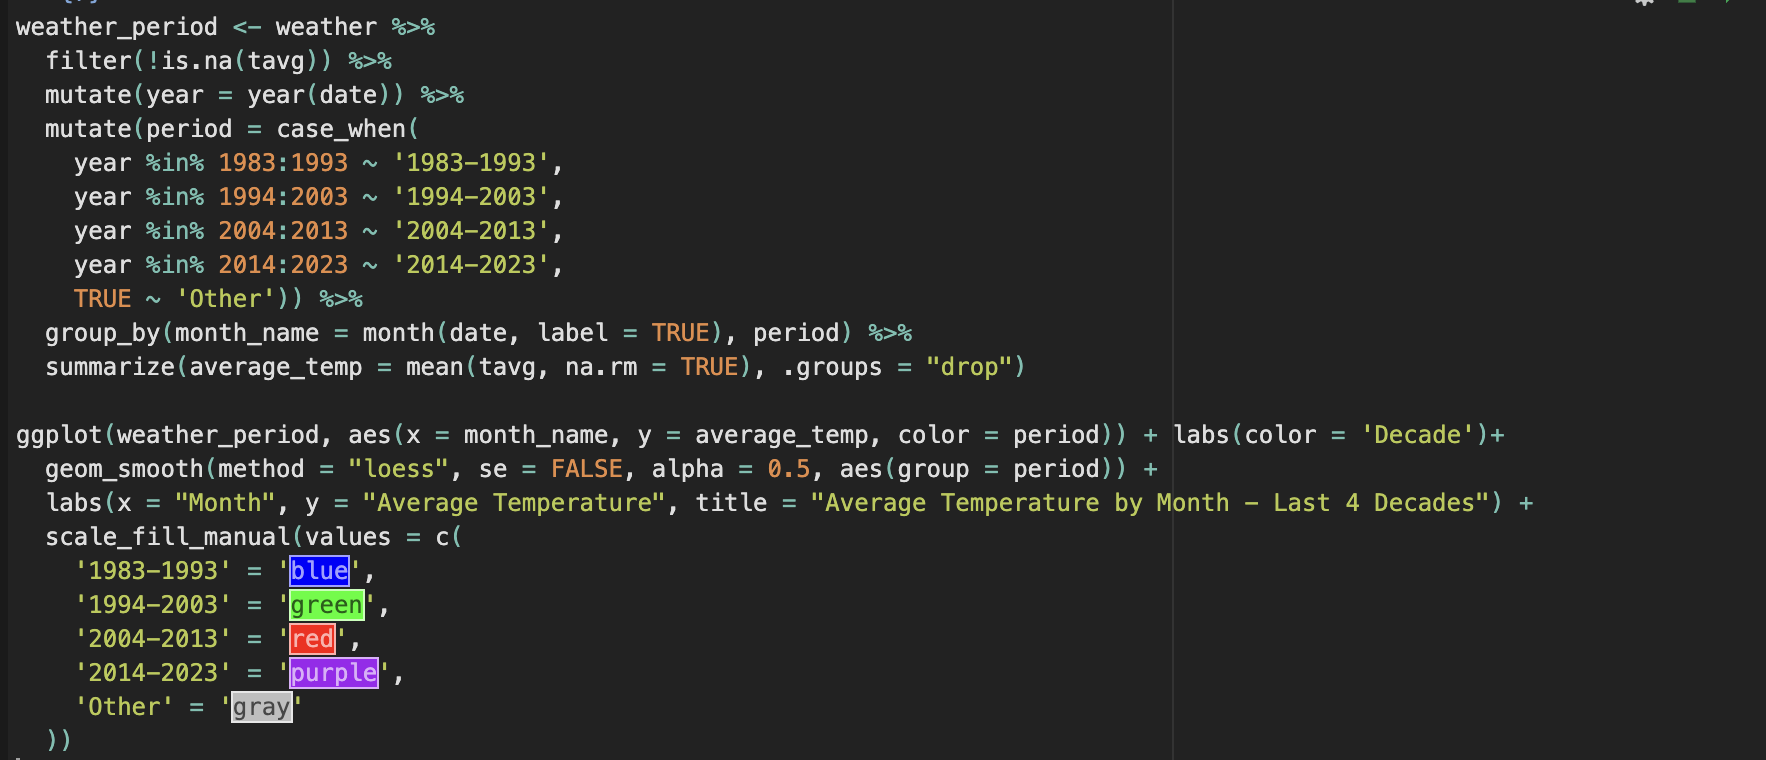 weather_period <- weather %>%
  filter(!is.na(tavg)) %>%
  mutate(year = year(date)) %>%
  mutate(period = case_when(
    year %in% 1983:1993 ~ '1983-1993',
    year %in% 1994:2003 ~ '1994-2003',
    year %in% 2004:2013 ~ '2004-2013',
    year %in% 2014:2023 ~ '2014-2023',
    TRUE ~ 'Other')) %>%
  group_by(month_name = month(date, label = TRUE), period) %>%
  summarize(average_temp = mean(tavg, na.rm = TRUE), .groups = "drop")

ggplot(weather_period, aes(x = month_name, y = average_temp, color = period)) + labs(color = 'Decade')+
  geom_smooth(method = "loess", se = FALSE, alpha = 0.5, aes(group = period)) +
  labs(x = "Month", y = "Average Temperature", title = "Average Temperature by Month - Last 4 Decades") +
  scale_fill_manual(values = c(
    '1983-1993' = 'blue',
    '1994-2003' = 'green',
    '2004-2013' = 'red',
    '2014-2023' = 'purple',
    'Other' = 'gray'
  ))